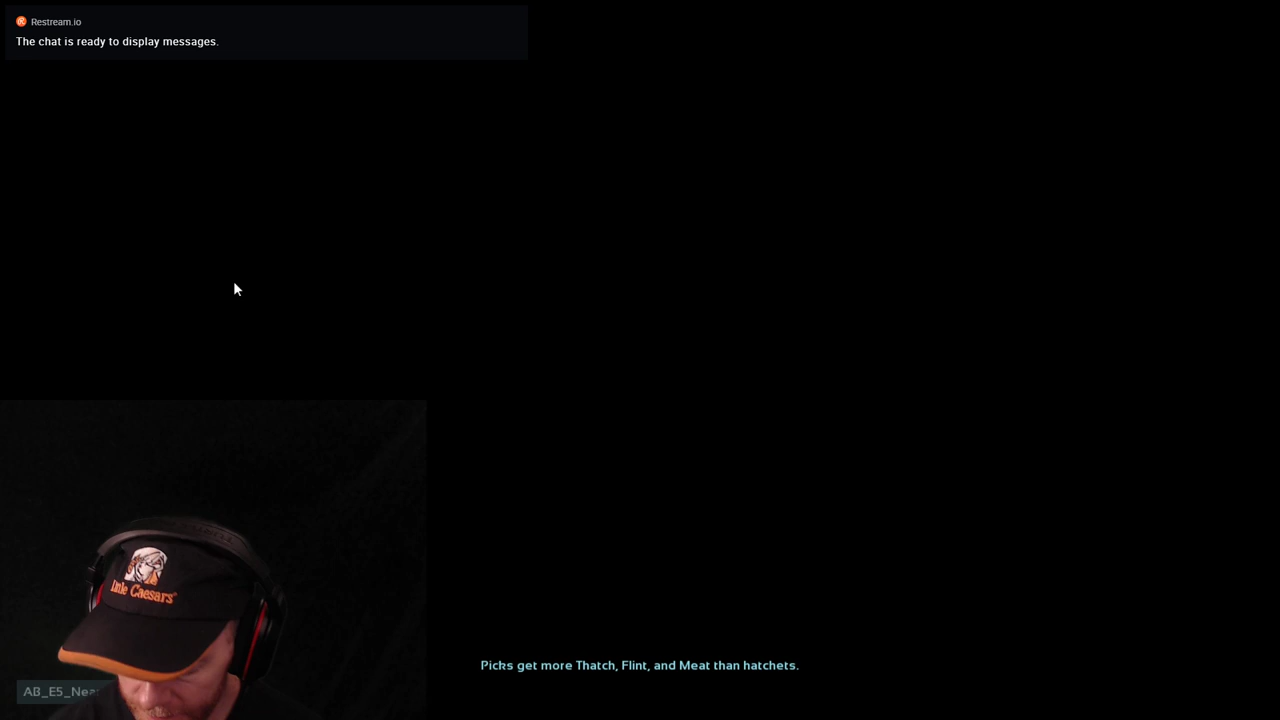 Restream.io
The chat is ready to display messages.
Little Caesars
Picks get more Thatch, Flint, and Meat than hatchets.